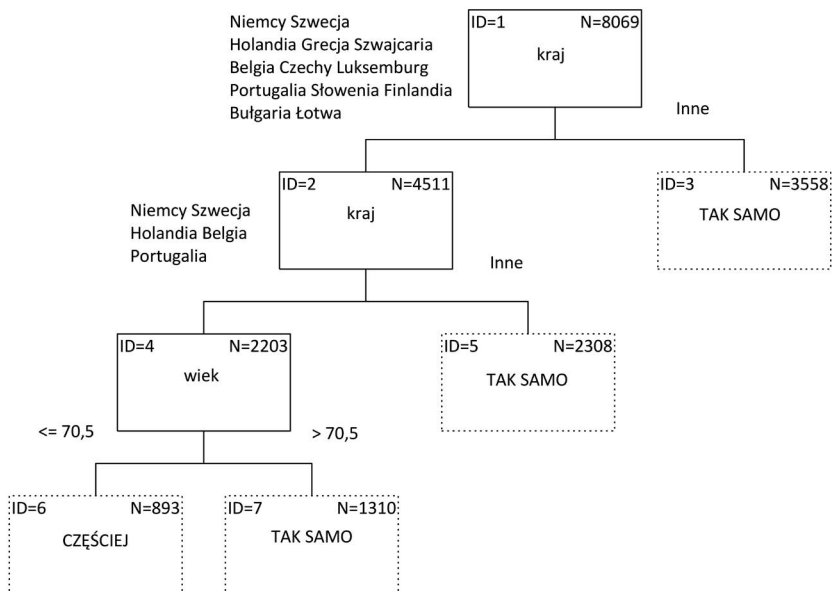 Niemcy Szwecja
Holandia Grecja Szwajcaria
Belgia Czechy Luksemburg
Portugalia Słowenia Finlandia
Bułgaria Łotwa
ID=1 N=8069
kraj
Inne
ID=2 N=4511
kraj
ID=3 N=3558
TAK SAMO
Niemcy Szwecja
Holandia Belgia
Portugalia
Inne
ID=4 N=2203
wiek
ID=5 N=2308
TAK SAMO
<= 70,5
> 70,5
ID=6 N=893
CZĘŚCIEJ
ID=7 N=1310
TAK SAMO